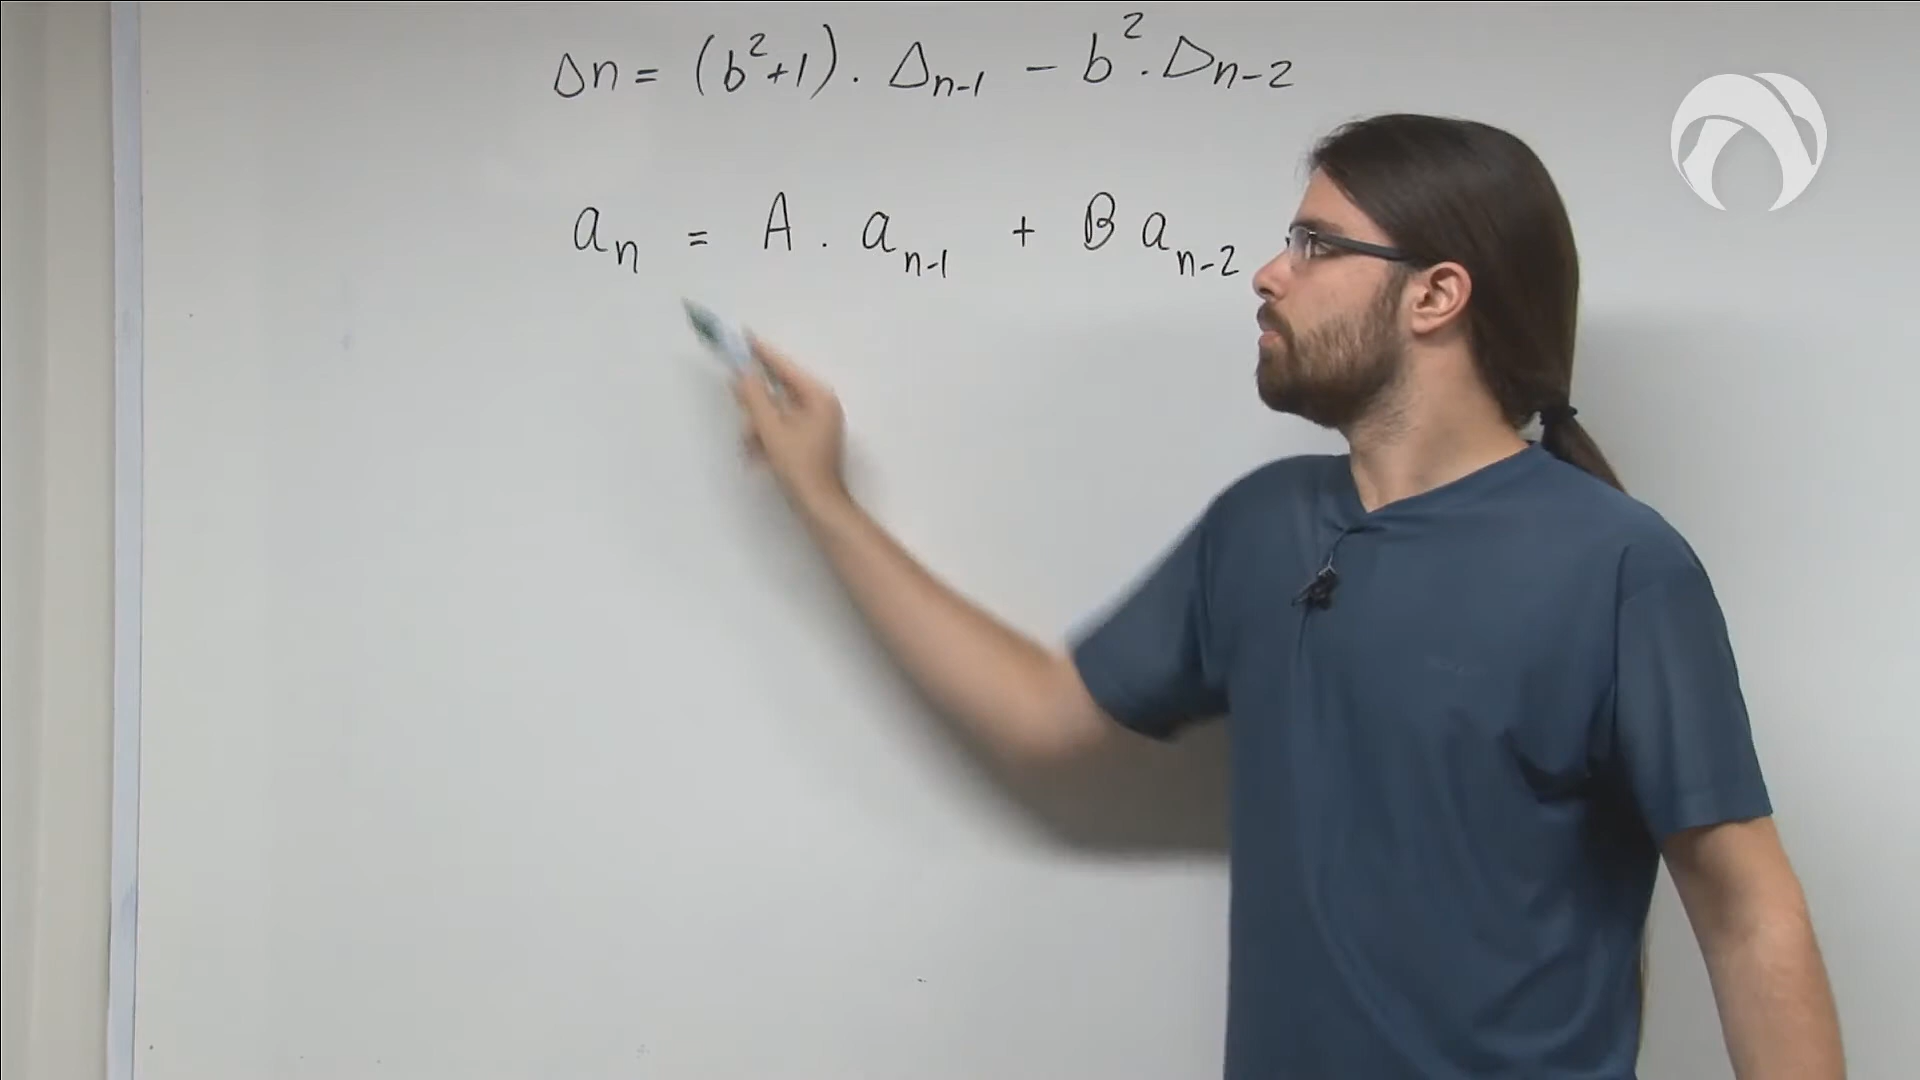 Δn = (b²+1) · Δₙ₋₁ − b² · Δₙ₋₂
aₙ = A · aₙ₋₁ + B aₙ₋₂